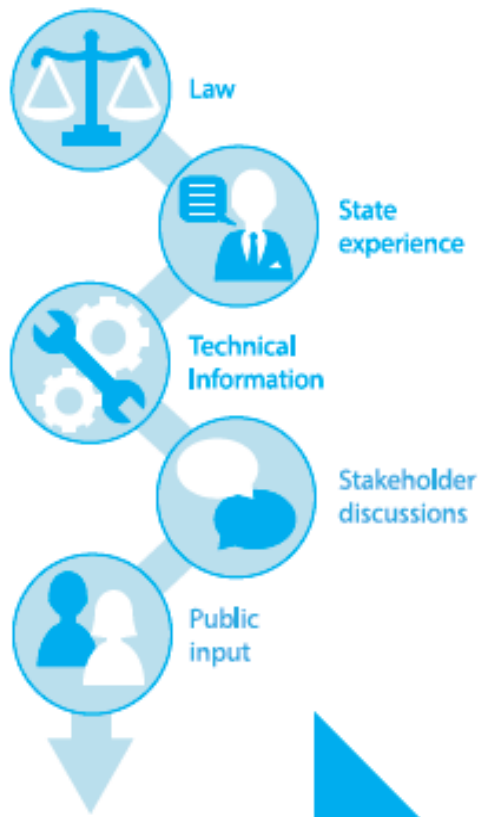 Law
State
experience
Technical
Information
Stakeholder
discussions
Public
input